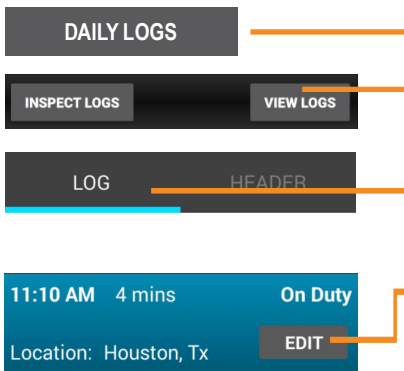 DAILY LOGS
INSPECT LOGS VIEW LOGS
LOG HEADER
11:10 AM 4 mins On Duty
Location: Houston, Tx EDIT